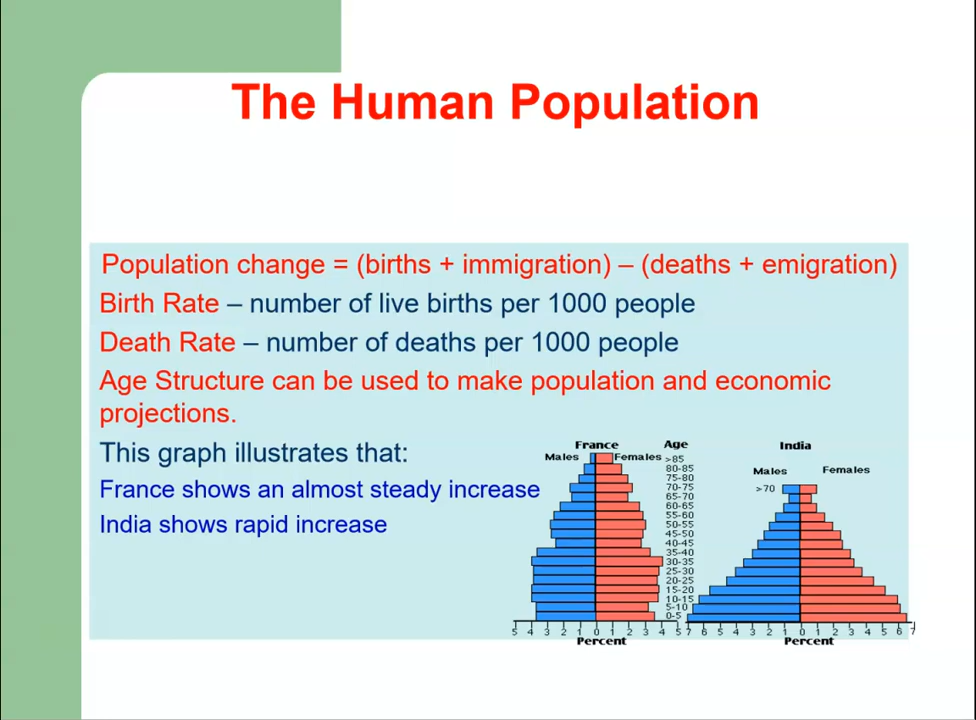 The Human Population
Population change = (births + immigration) – (deaths + emigration)
Birth Rate – number of live births per 1000 people
Death Rate – number of deaths per 1000 people
Age Structure can be used to make population and economic
projections.
This graph illustrates that:
France shows an almost steady increase
India shows rapid increase
France
Males
Females
Age
>85
80-85
75-80
70-75
65-70
60-65
55-60
50-55
45-50
40-45
35-40
30-35
25-30
20-25
15-20
10-15
5-10
0-5
5 4 3 2 1 0 1 2 3 4 5
Percent
India
Males
Females
>70
7 6 5 4 3 2 1 0 1 2 3 4 5 6 7
Percent